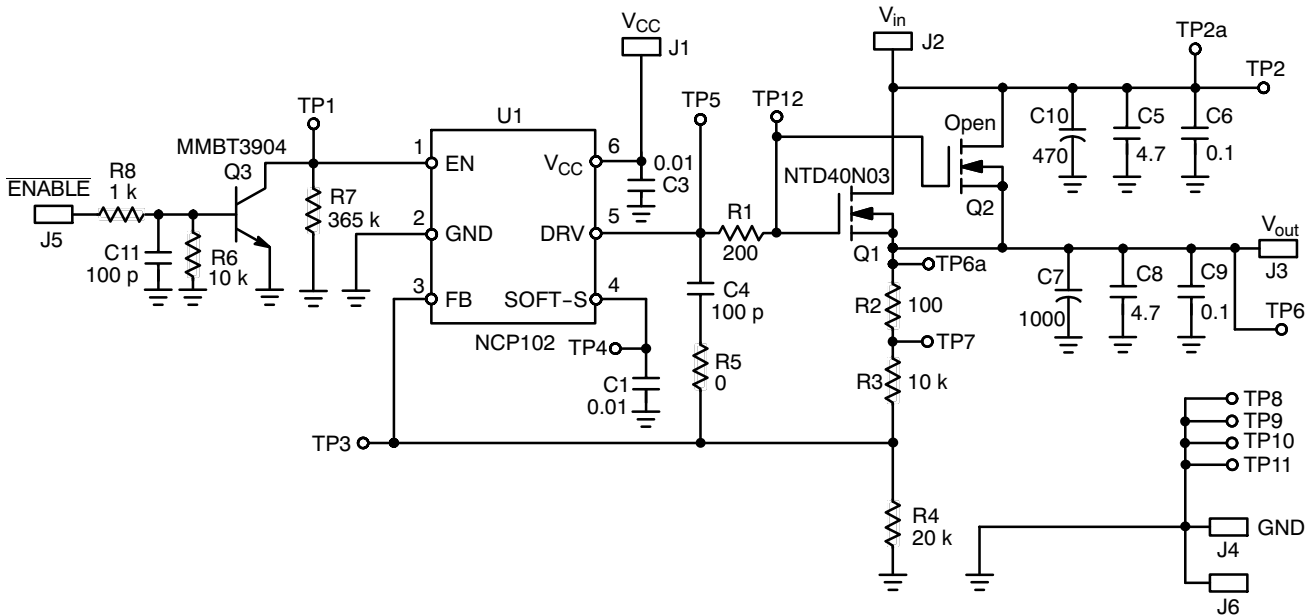 V_CC
J1
V_in
J2
TP2a
TP2
TP1
TP5
TP12
U1
MMBT3904
Q3
R8
1 k
ENABLE
J5
C11
100 p
R6
10 k
R7
365 k
1
EN
2
GND
3
FB
V_CC
6
DRV
5
SOFT-S
4
NCP102
0.01
C3
R1
200
C4
100 p
R5
0
TP4
C1
0.01
TP3
NTD40N03
Q1
Open
Q2
C10
470
C5
4.7
C6
0.1
V_out
J3
TP6a
R2
100
TP7
R3
10 k
R4
20 k
C7
1000
C8
4.7
C9
0.1
TP6
TP8
TP9
TP10
TP11
GND
J4
J6